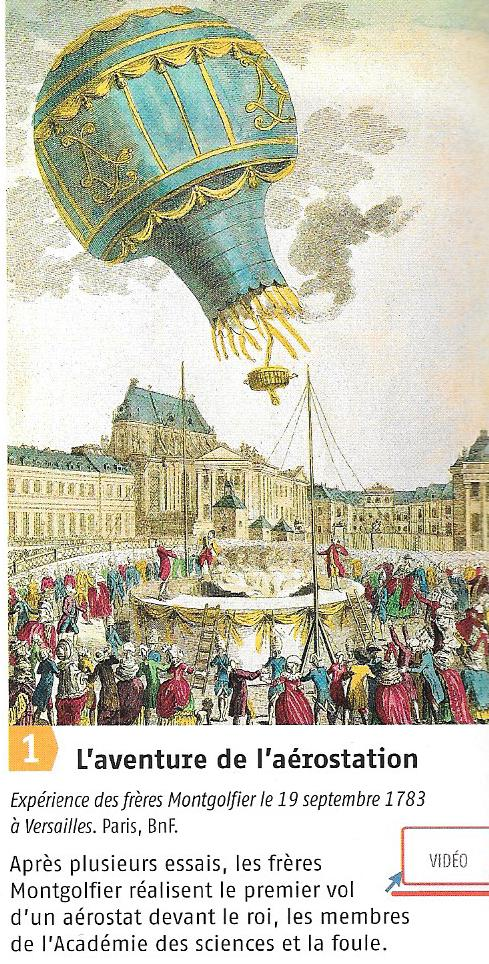 1 L'aventure de l'aérostation
Expérience des frères Montgolfier le 19 septembre 1783
à Versailles. Paris, BnF.
VIDÉO
Après plusieurs essais, les frères
Montgolfier réalisent le premier vol
d'un aérostat devant le roi, les membres
de l'Académie des sciences et la foule.